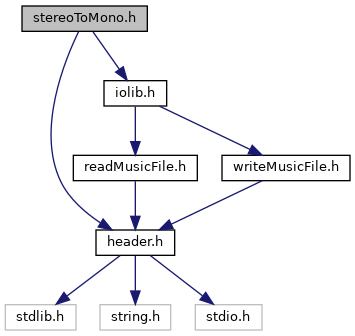 stereoToMono.h
iolib.h
readMusicFile.h
writeMusicFile.h
header.h
stdlib.h
string.h
stdio.h